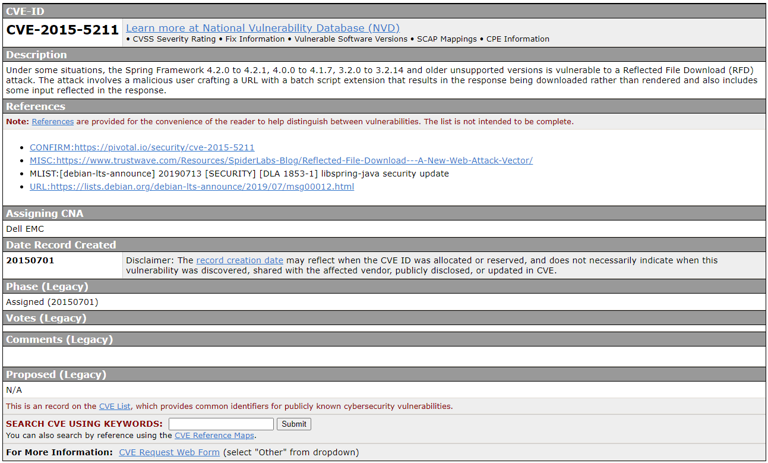 CVE-ID
CVE-2015-5211
Learn more at National Vulnerability Database (NVD)
• CVSS Severity Rating • Fix Information • Vulnerable Software Versions • SCAP Mappings • CPE Information
Description
Under some situations, the Spring Framework 4.2.0 to 4.2.1, 4.0.0 to 4.1.7, 3.2.0 to 3.2.14 and older unsupported versions is vulnerable to a Reflected File Download (RFD)
attack. The attack involves a malicious user crafting a URL with a batch script extension that results in the response being downloaded rather than rendered and also includes
some input reflected in the response.
References
Note: References are provided for the convenience of the reader to help distinguish between vulnerabilities. The list is not intended to be complete.
• CONFIRM:https://pivotal.io/security/cve-2015-5211
• MISC:https://www.trustwave.com/Resources/SpiderLabs-Blog/Reflected-File-Download---A-New-Web-Attack-Vector/
• MLIST:[debian-lts-announce] 20190713 [SECURITY] [DLA 1853-1] libspring-java security update
• URL:https://lists.debian.org/debian-lts-announce/2019/07/msg00012.html
Assigning CNA
Dell EMC
Date Record Created
20150701
Disclaimer: The record creation date may reflect when the CVE ID was allocated or reserved, and does not necessarily indicate when this
vulnerability was discovered, shared with the affected vendor, publicly disclosed, or updated in CVE.
Phase (Legacy)
Assigned (20150701)
Votes (Legacy)
Comments (Legacy)
Proposed (Legacy)
N/A
This is an record on the CVE List, which provides common identifiers for publicly known cybersecurity vulnerabilities.
SEARCH CVE USING KEYWORDS: Submit
You can also search by reference using the CVE Reference Maps.
For More Information: CVE Request Web Form (select "Other" from dropdown)